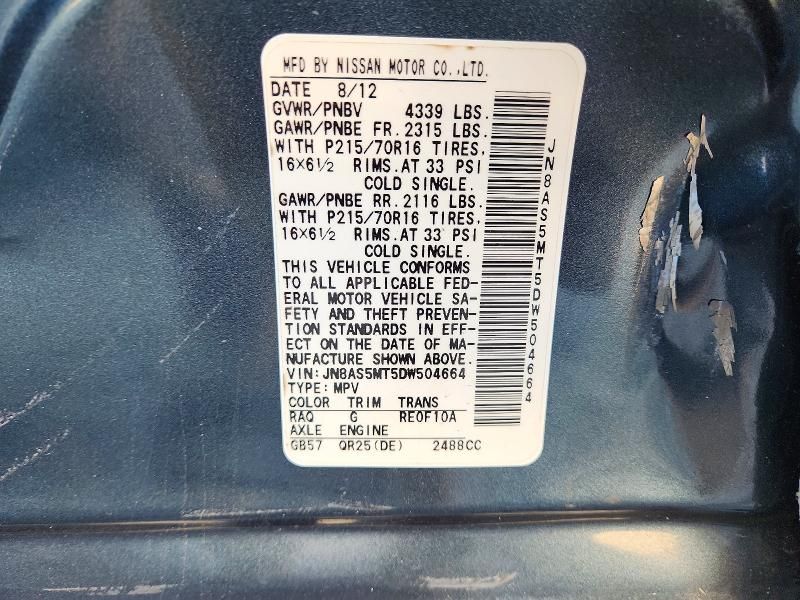 MFD BY NISSAN MOTOR CO.,LTD.
DATE 8/12
GVWR/PNBV 4339 LBS.
GAWR/PNBE FR. 2315 LBS.
WITH P215/70R16 TIRES,
16×6½ RIMS.AT 33 PSI
COLD SINGLE.
GAWR/PNBE RR. 2116 LBS.
WITH P215/70R16 TIRES,
16×6½ RIMS.AT 33 PSI
COLD SINGLE.
THIS VEHICLE CONFORMS
TO ALL APPLICABLE FED-
ERAL MOTOR VEHICLE SA-
FETY AND THEFT PREVEN-
TION STANDARDS IN EFF-
ECT ON THE DATE OF MA-
NUFACTURE SHOWN ABOVE.
VIN:JN8AS5MT5DW504664
TYPE: MPV
COLOR TRIM TRANS
RAQ G RE0F10A
AXLE ENGINE
GB57 QR25(DE) 2488CC
JN8AS5MT5DW504664